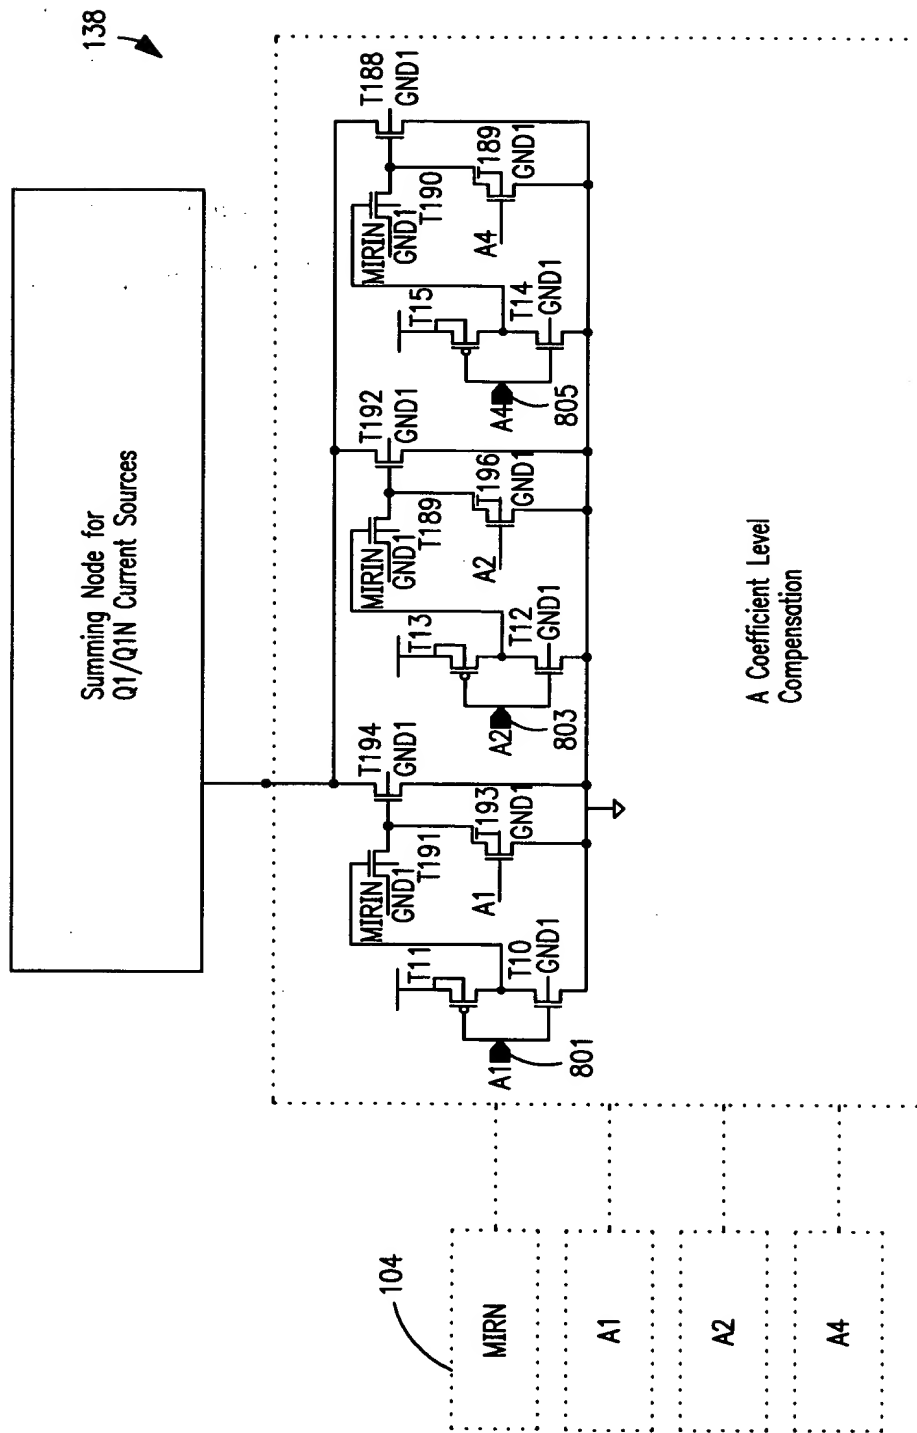 138
Summing Node for
Q1/Q1N Current Sources
T188
GND1
T192
GND1
T194
GND1
MIRIN
GND1
T190
T189
GND1
A4
T15
T14
GND1
A4
805
MIRIN
GND1
T189
T196
GND1
A2
T13
T12
GND1
A2
803
MIRIN
GND1
T191
T193
GND1
A1
T11
T10
GND1
A1
801
A Coefficient Level
Compensation
104
MIRN
A1
A2
A4